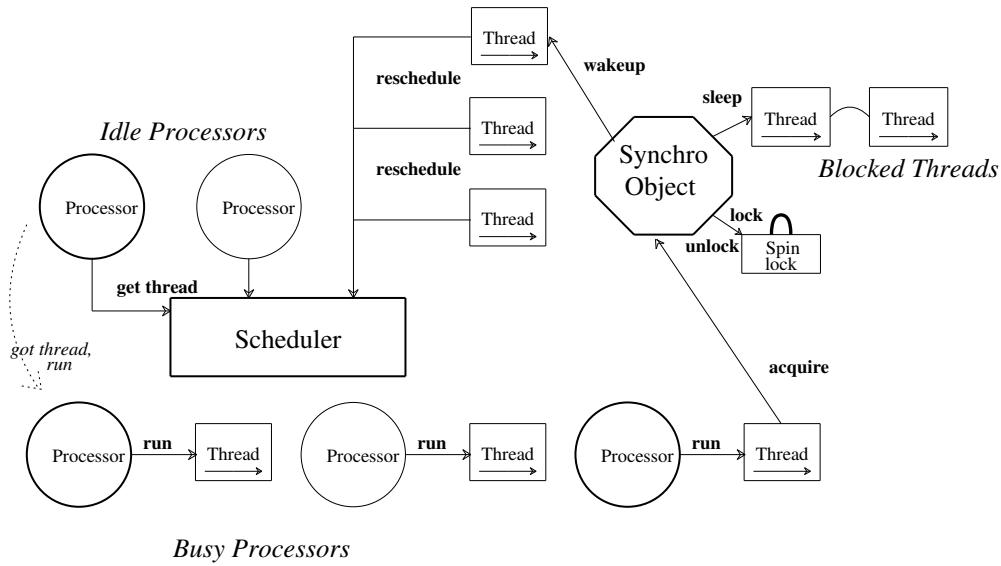 Thread
wakeup
reschedule
sleep
Thread
Thread
Thread
Idle Processors
Synchro
Object
Blocked Threads
reschedule
Processor
Processor
Thread
lock
unlock
Spin
lock
get thread
Scheduler
got thread,
run
acquire
Processor
run
Thread
Processor
run
Thread
Processor
run
Thread
Busy Processors